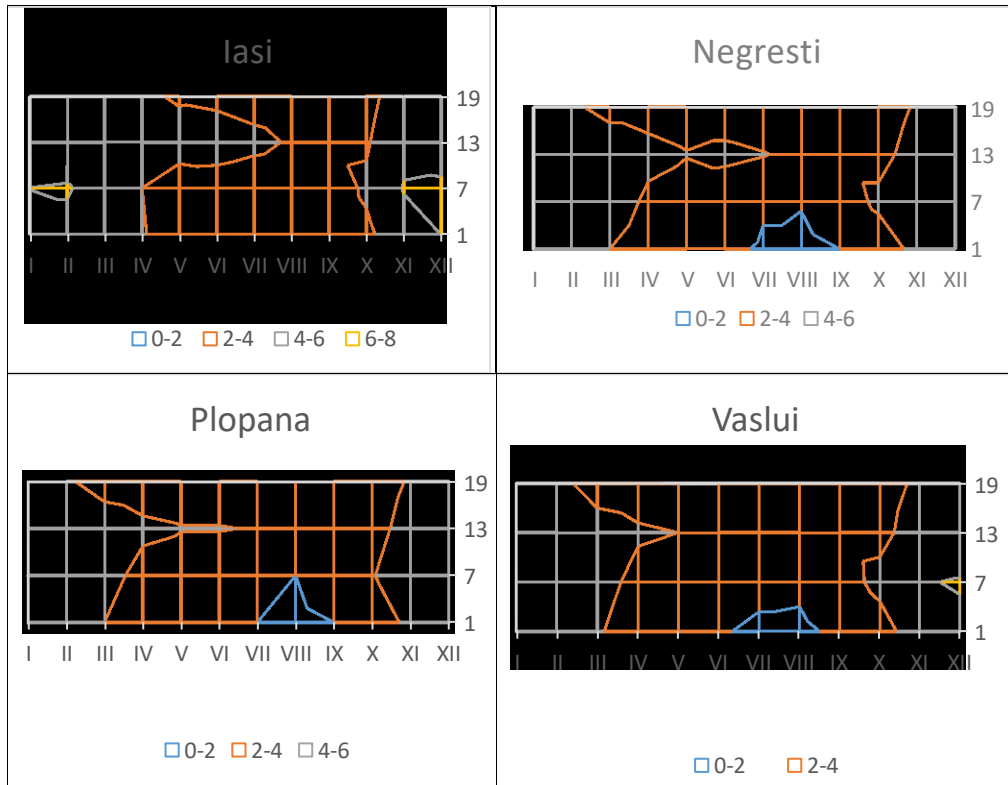 Iasi
19
13
7
1
I II III IV V VI VII VIII IX X XI XII
0-2 2-4 4-6 6-8
Negresti
19
13
7
1
I II III IV V VI VII VIII IX X XI XII
0-2 2-4 4-6
Plopana
19
13
7
1
I II III IV V VI VII VIII IX X XI XII
0-2 2-4 4-6
Vaslui
19
13
7
1
I II III IV V VI VII VIII IX X XI XII
0-2 2-4